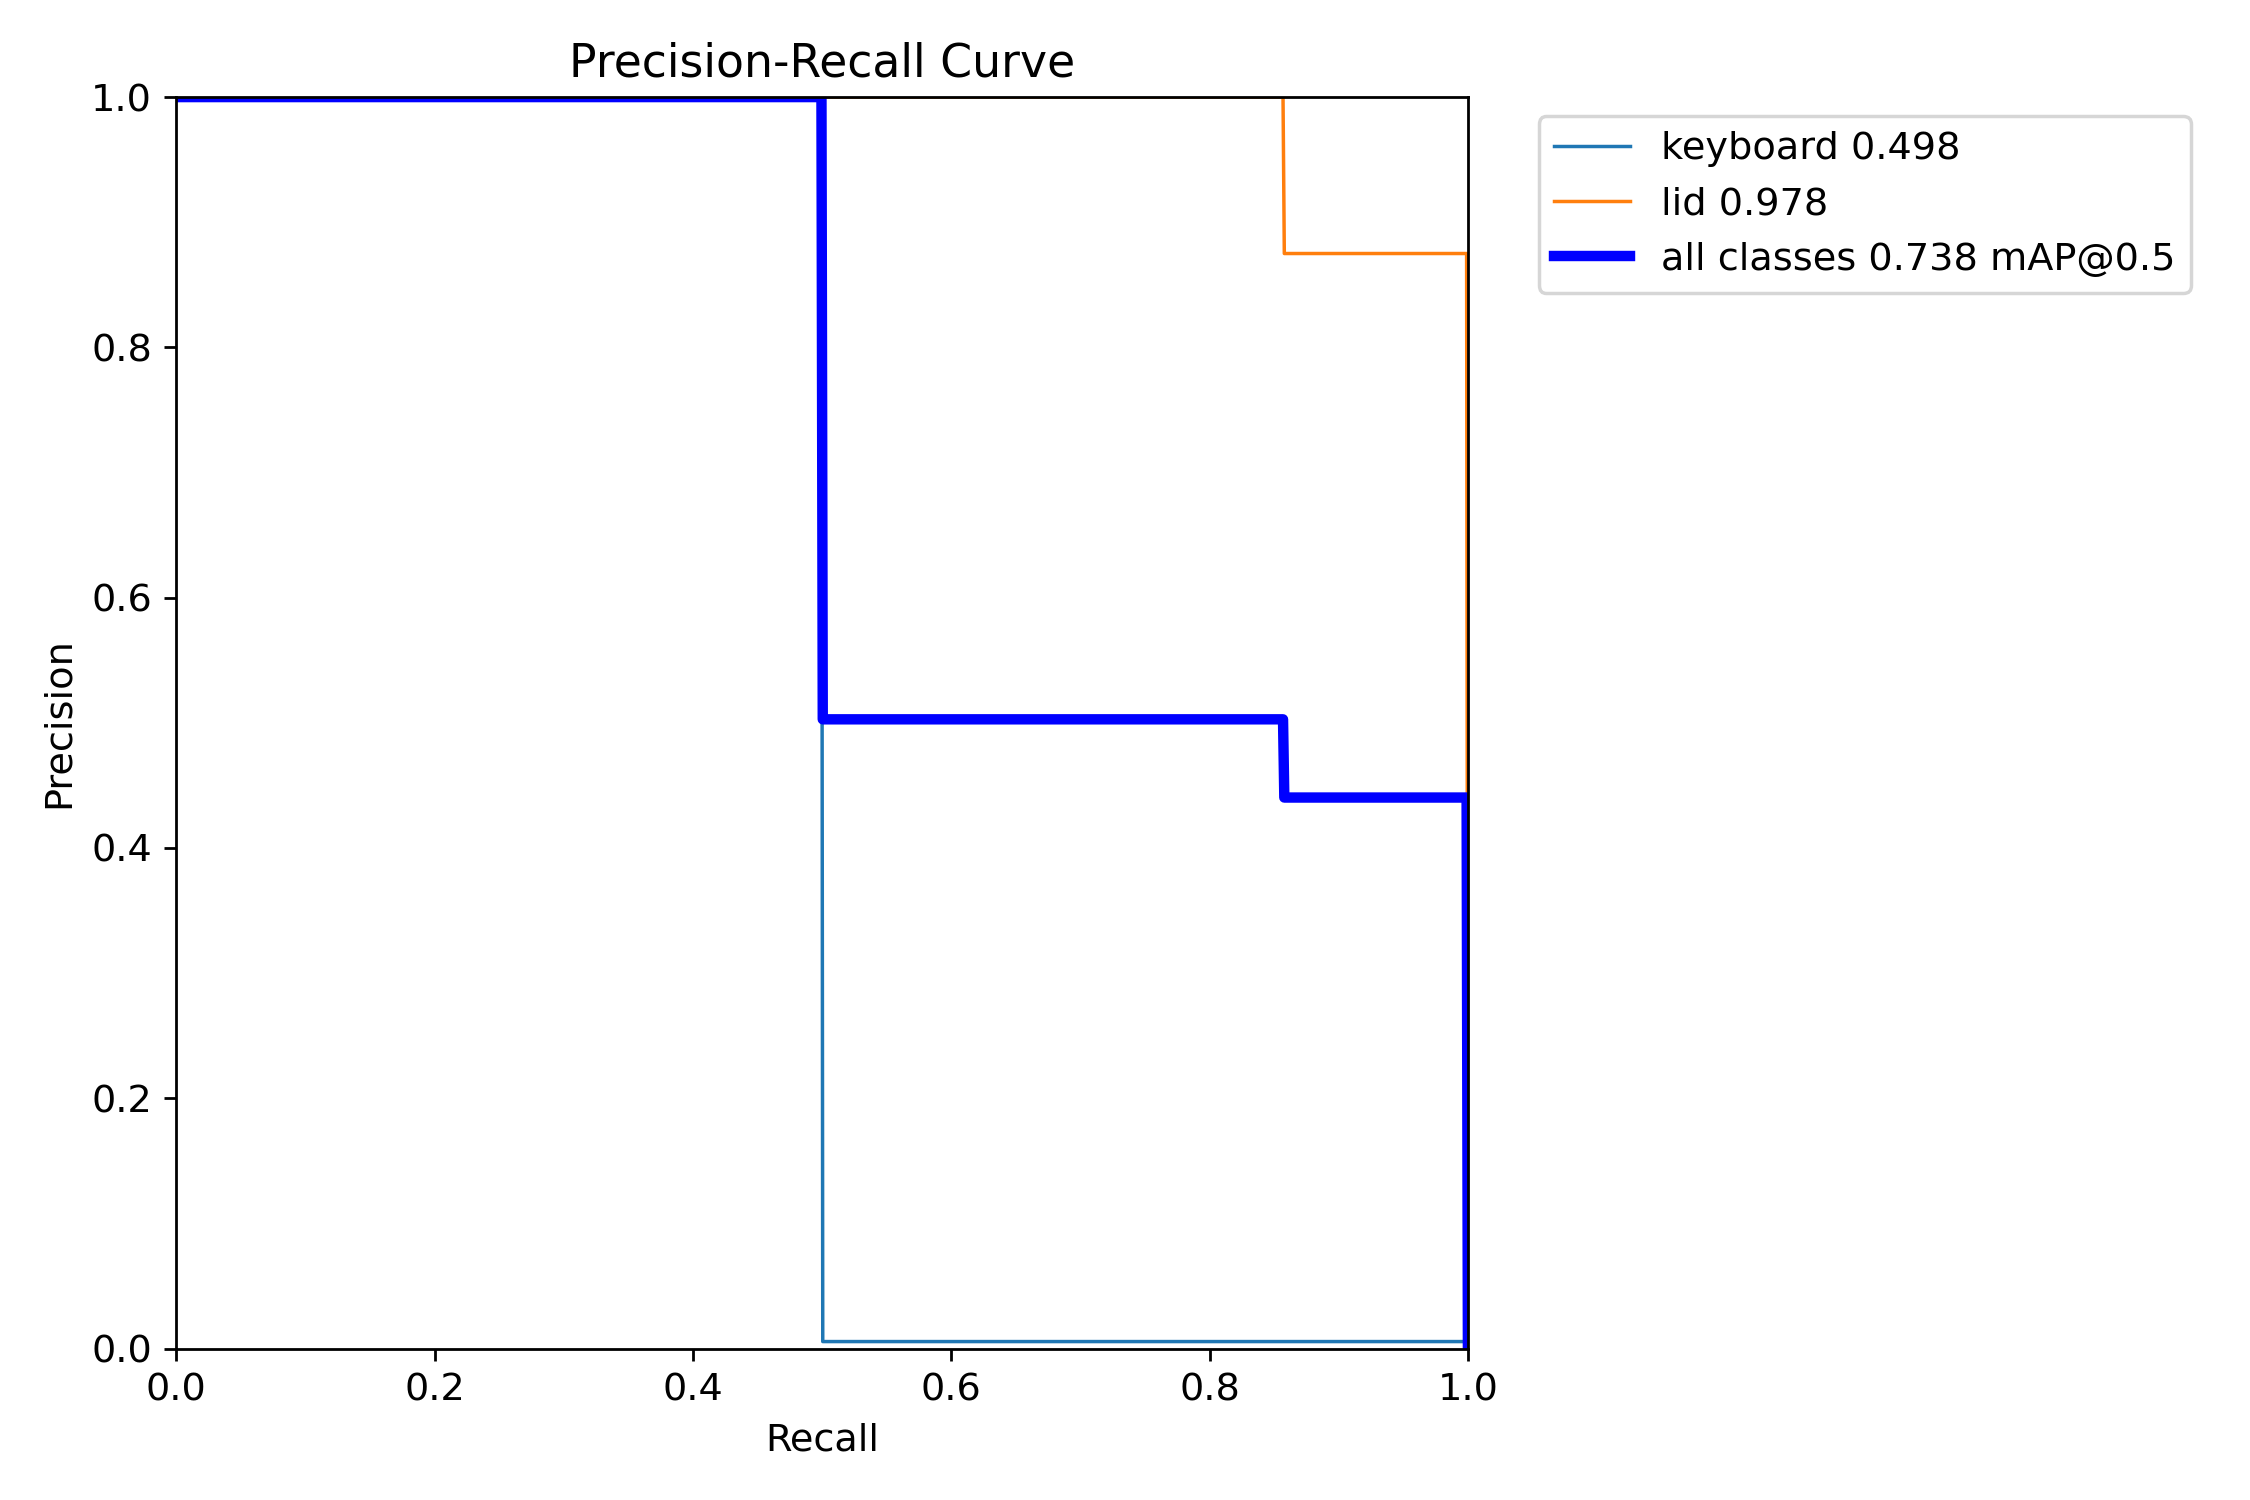 Precision-Recall Curve
1.0
0.8
0.6
0.4
0.2
0.0
Precision
0.0 0.2 0.4 0.6 0.8 1.0
Recall
keyboard 0.498
lid 0.978
all classes 0.738 mAP@0.5